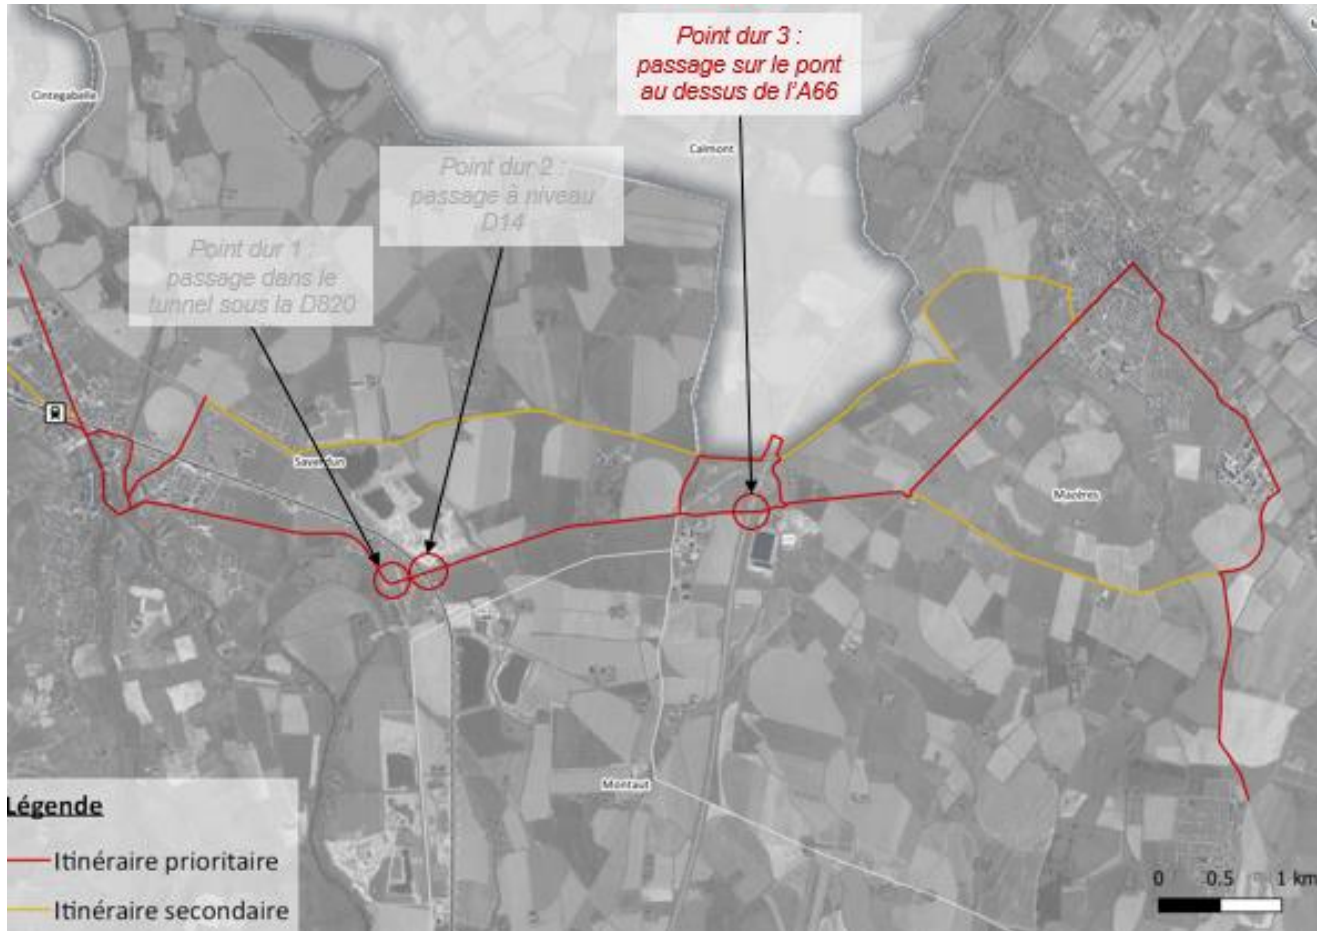 Point dur 3 :
passage sur le pont
au dessus de l'A66
Cintegabelle
Calmont
Point dur 2 :
passage à niveau
D14
Point dur 1 :
passage dans le
tunnel sous la D820
Saverdun
Mazères
Montaut
Légende
Itinéraire prioritaire
Itinéraire secondaire
0 0,5 1 km